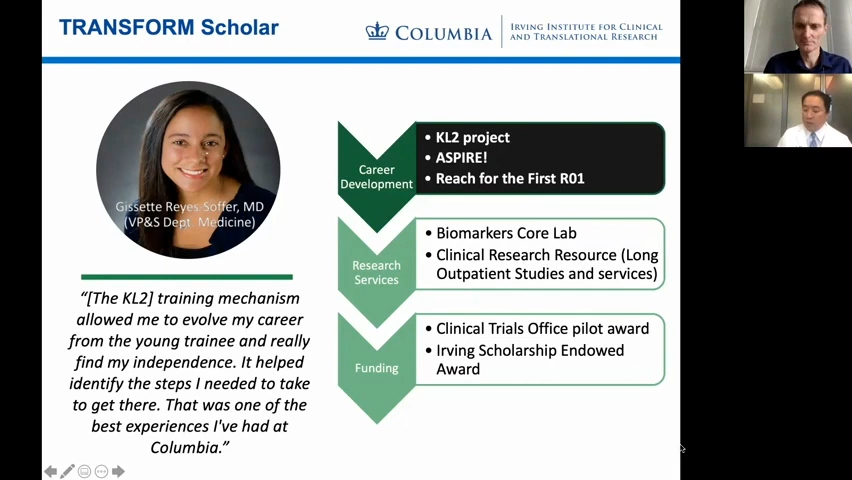 TRANSFORM Scholar
COLUMBIA
IRVING INSTITUTE FOR CLINICAL
AND TRANSLATIONAL RESEARCH
Gissette Reyes-Soffer, MD
(VP&S Dept. Medicine)
“[The KL2] training mechanism
allowed me to evolve my career
from the young trainee and really
find my independence. It helped
identify the steps I needed to take
to get there. That was one of the
best experiences I've had at
Columbia.”
Career
Development
• KL2 project
• ASPIRE!
• Reach for the First R01
Research
Services
• Biomarkers Core Lab
• Clinical Research Resource (Long
Outpatient Studies and services)
Funding
• Clinical Trials Office pilot award
• Irving Scholarship Endowed
Award